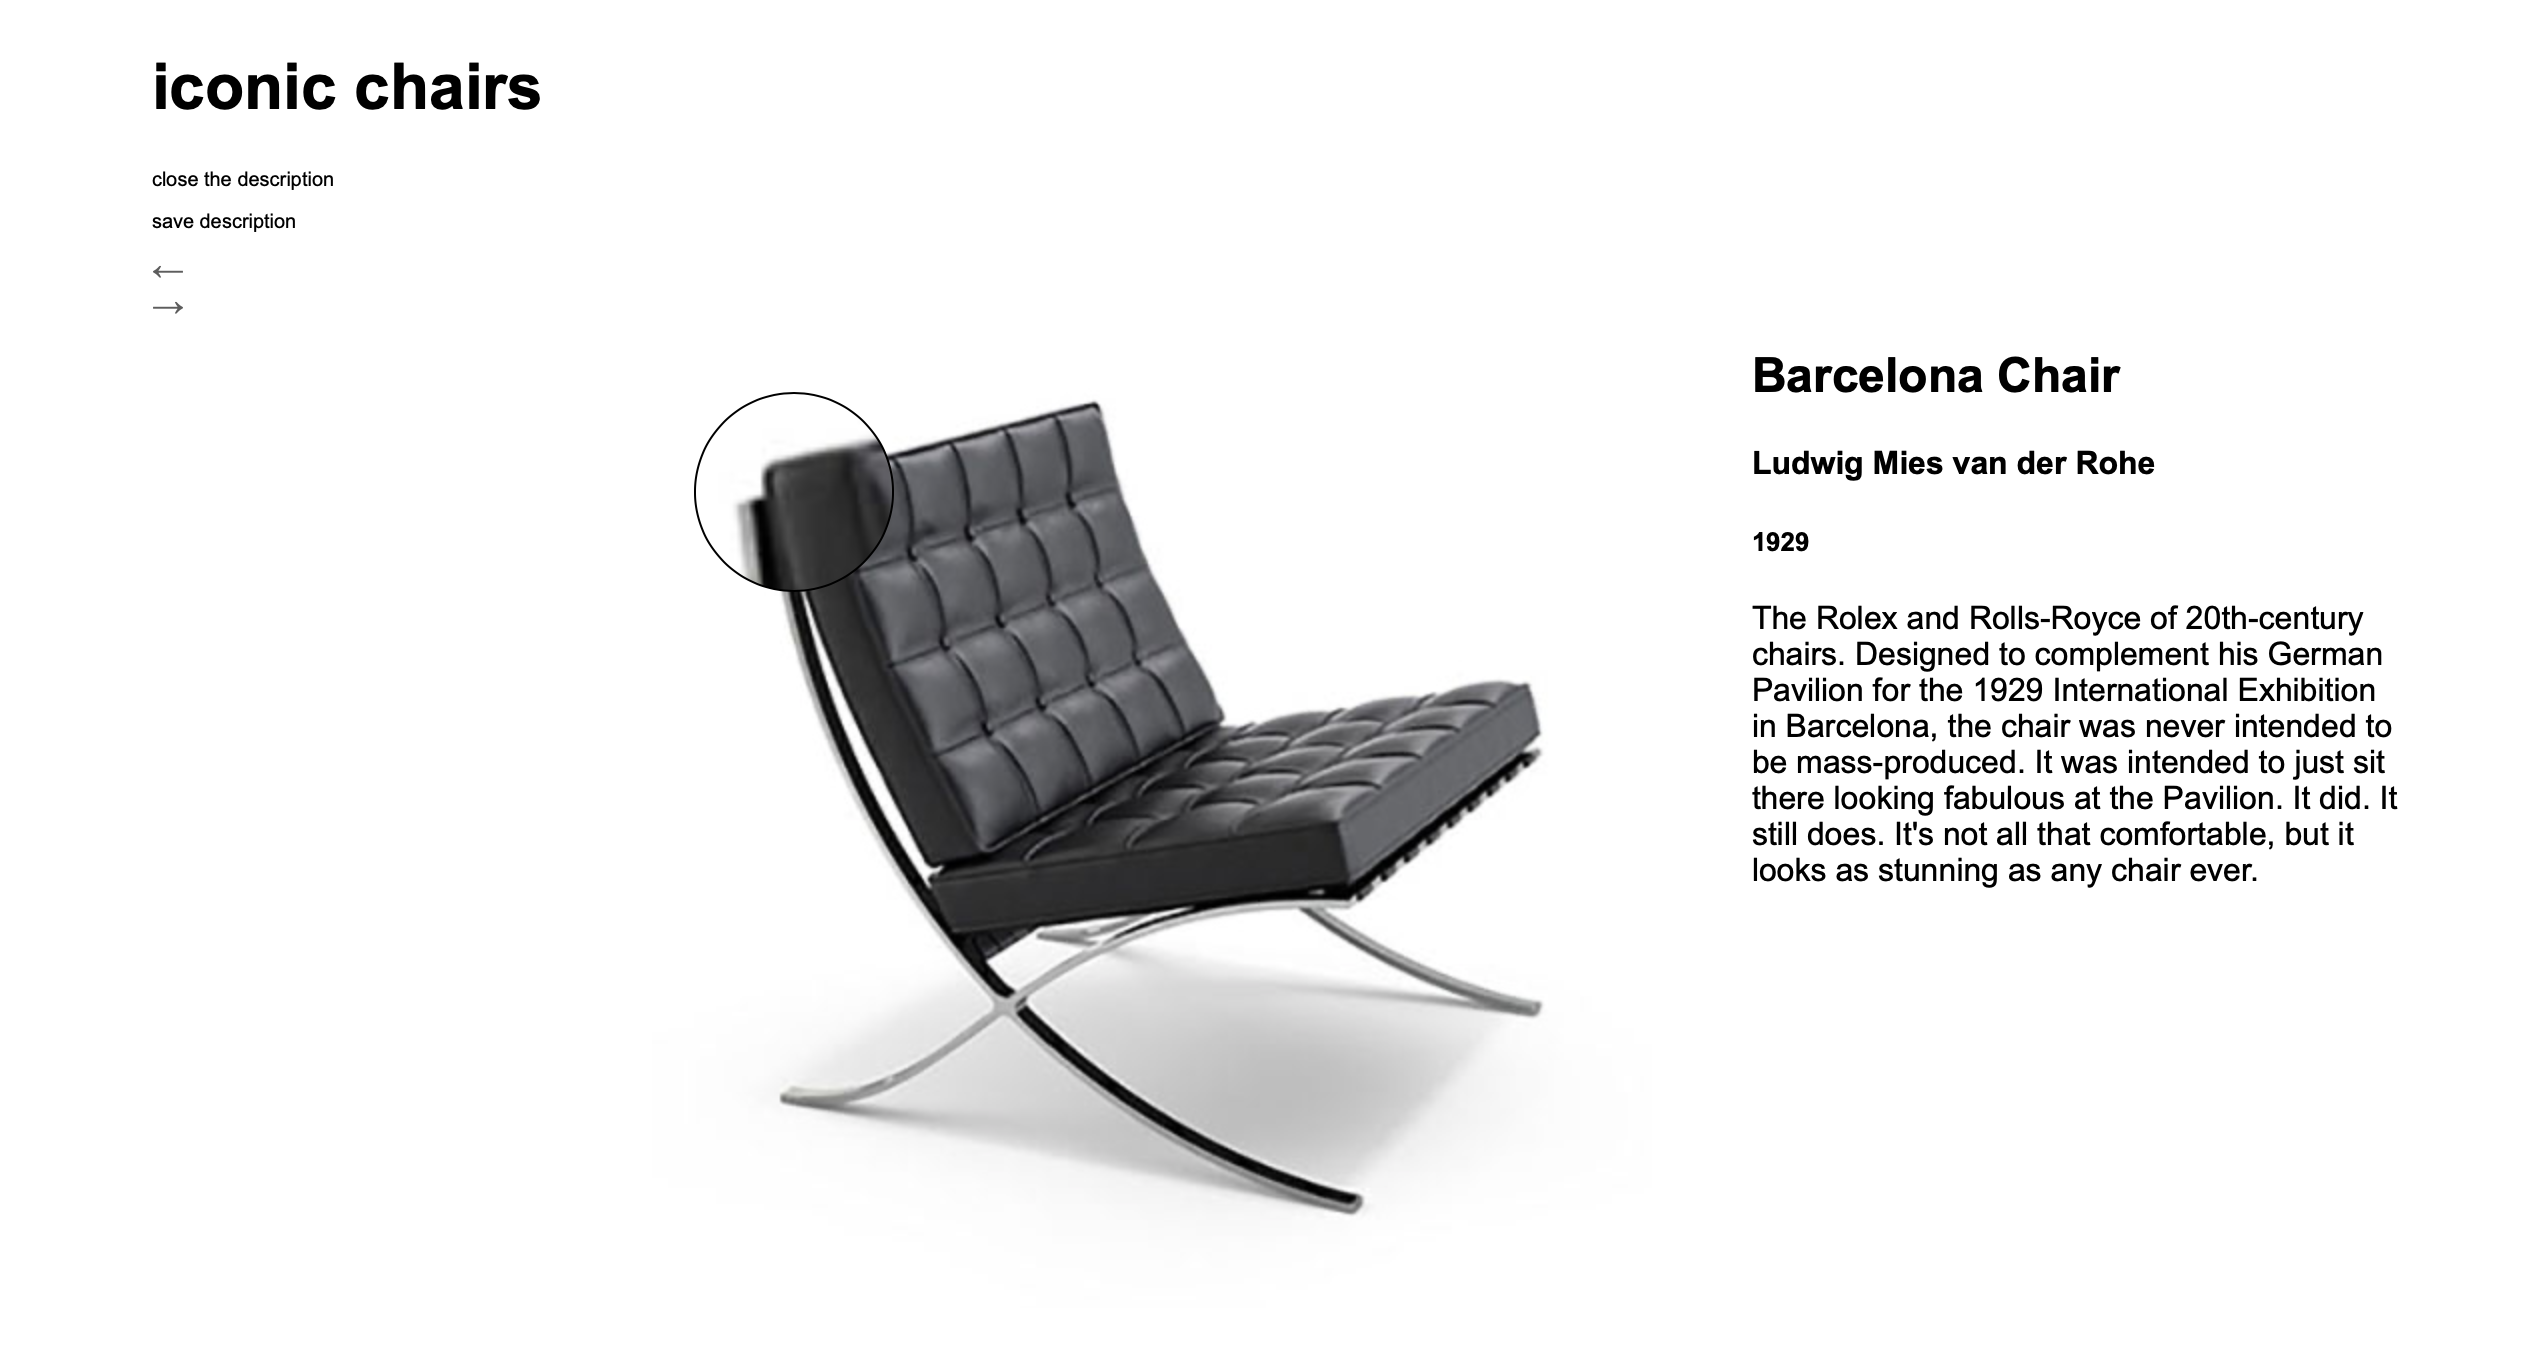 iconic chairs
close the description
save description
←
→
Barcelona Chair
Ludwig Mies van der Rohe
1929
The Rolex and Rolls-Royce of 20th-century
chairs. Designed to complement his German
Pavilion for the 1929 International Exhibition
in Barcelona, the chair was never intended to
be mass-produced. It was intended to just sit
there looking fabulous at the Pavilion. It did. It
still does. It's not all that comfortable, but it
looks as stunning as any chair ever.